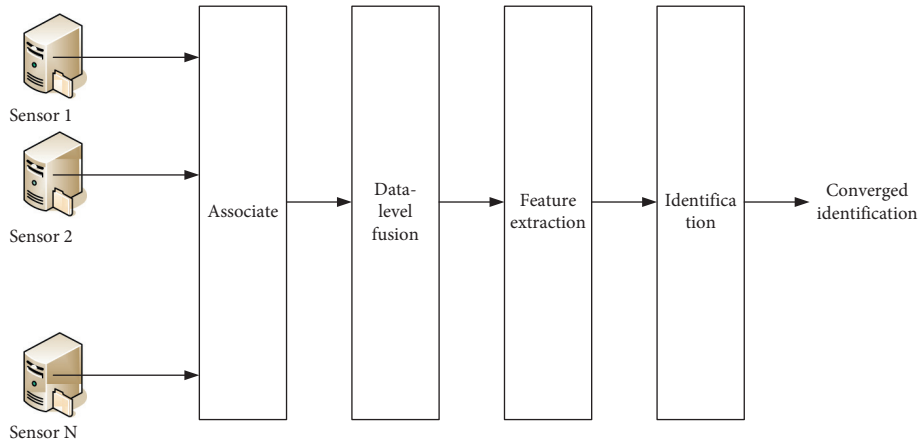 Sensor 1
Sensor 2
Sensor N
Associate
Data-
level
fusion
Feature
extraction
Identifica
tion
Converged
identification